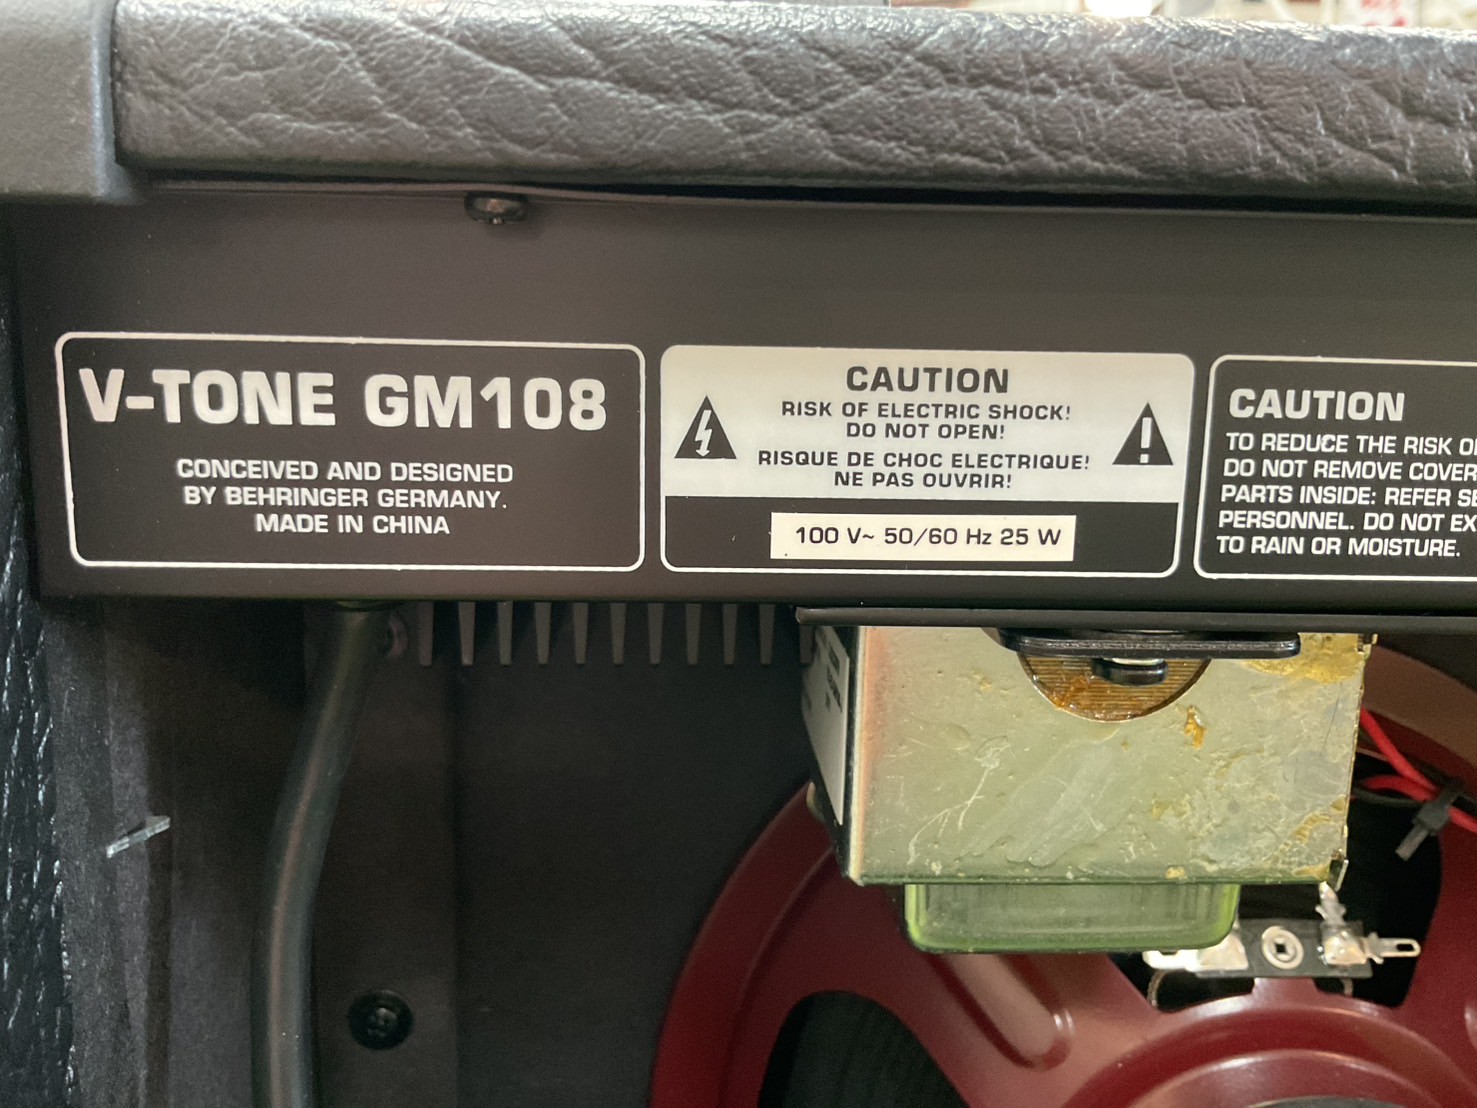 V-TONE GM108
CONCEIVED AND DESIGNED
BY BEHRINGER GERMANY.
MADE IN CHINA
CAUTION
RISK OF ELECTRIC SHOCK!
DO NOT OPEN!
RISQUE DE CHOC ELECTRIQUE!
NE PAS OUVRIR!
100 V~ 50/60 Hz 25 W
CAUTION
TO REDUCE THE RISK
DO NOT REMOVE COVER
PARTS INSIDE: REFER
PERSONNEL. DO NOT
TO RAIN OR MOISTURE.